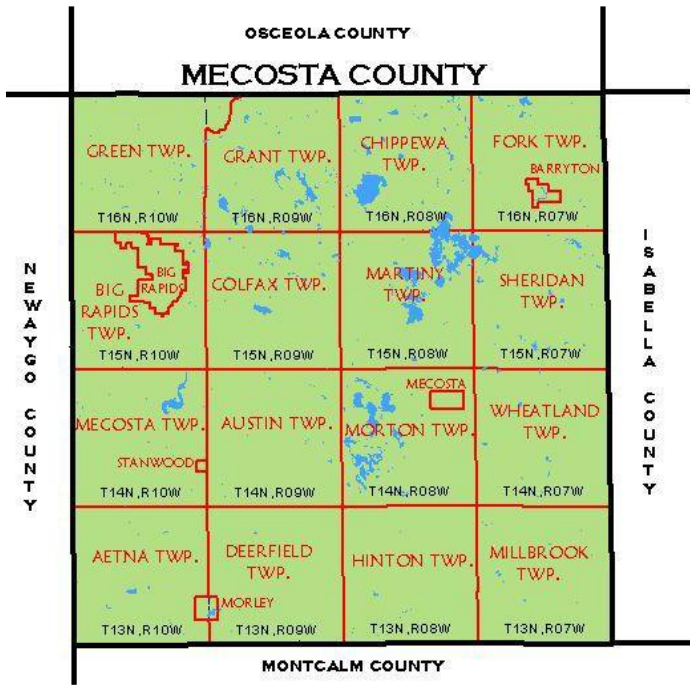 OSCEOLA COUNTY
MECOSTA COUNTY
GREEN TWP.
T16N,R10W
GRANT TWP.
T16N,R09W
CHIPPEWA
TWP.
T16N,R08W
FORK TWP.
BARRYTON
T16N,R07W
BIG
RAPIDS
BIG
RAPIDS
TWP.
T15N,R10W
COLFAX TWP.
T15N,R09W
MARTINY
TWP.
T15N,R08W
SHERIDAN
TWP.
T15N,R07W
MECOSTA TWP.
STANWOOD
T14N,R10W
AUSTIN TWP.
T14N,R09W
MECOSTA
MORTON TWP.
T14N,R08W
WHEATLAND
TWP.
T14N,R07W
AETNA TWP.
T13N,R10W
DEERFIELD
TWP.
MORLEY
T13N,R09W
HINTON TWP.
T13N,R08W
MILLBROOK
TWP.
T13N,R07W
NEWAYGO COUNTY
ISABELLA COUNTY
MONTCALM COUNTY